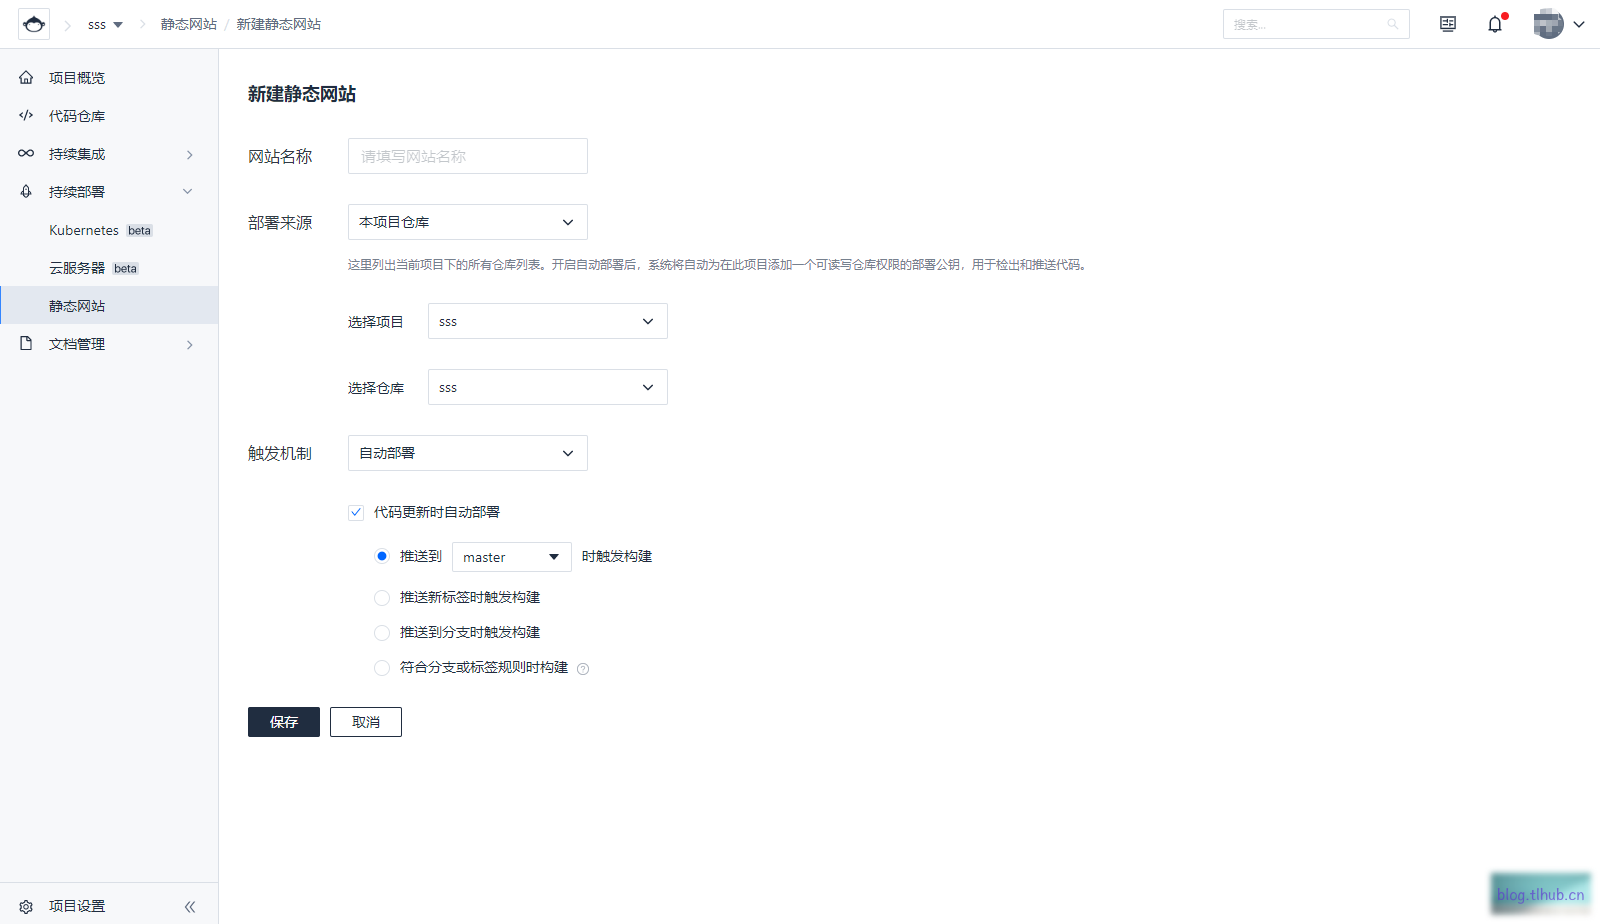 sss 静态网站 / 新建静态网站 搜索...
项目概览
代码仓库
持续集成
持续部署
Kubernetes beta
云服务器 beta
静态网站
文档管理
项目设置
新建静态网站
网站名称 请填写网站名称
部署来源 本项目仓库
这里列出当前项目下的所有仓库列表。开启自动部署后，系统将自动为在此项目添加一个可读写仓库权限的部署公钥，用于检出和推送代码。
选择项目 sss
选择仓库 sss
触发机制 自动部署
代码更新时自动部署
推送到 master 时触发构建
推送新标签时触发构建
推送到分支时触发构建
符合分支或标签规则时构建 ?
保存 取消
blog.tlhub.cn